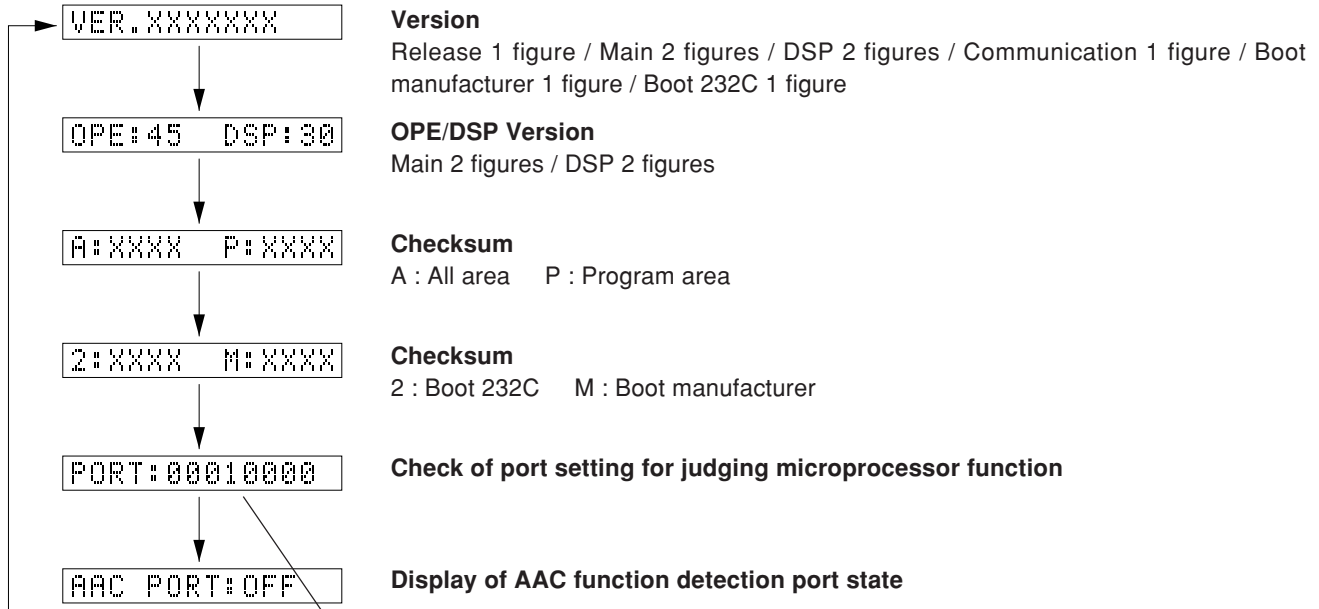 VER.XXXXXXX
Version
Release 1 figure / Main 2 figures / DSP 2 figures / Communication 1 figure / Boot
manufacturer 1 figure / Boot 232C 1 figure
OPE:45 DSP:30
OPE/DSP Version
Main 2 figures / DSP 2 figures
A:XXXX P:XXXX
Checksum
A : All area P : Program area
2:XXXX M:XXXX
Checksum
2 : Boot 232C M : Boot manufacturer
PORT:00010000
Check of port setting for judging microprocessor function
AAC PORT:OFF
Display of AAC function detection port state